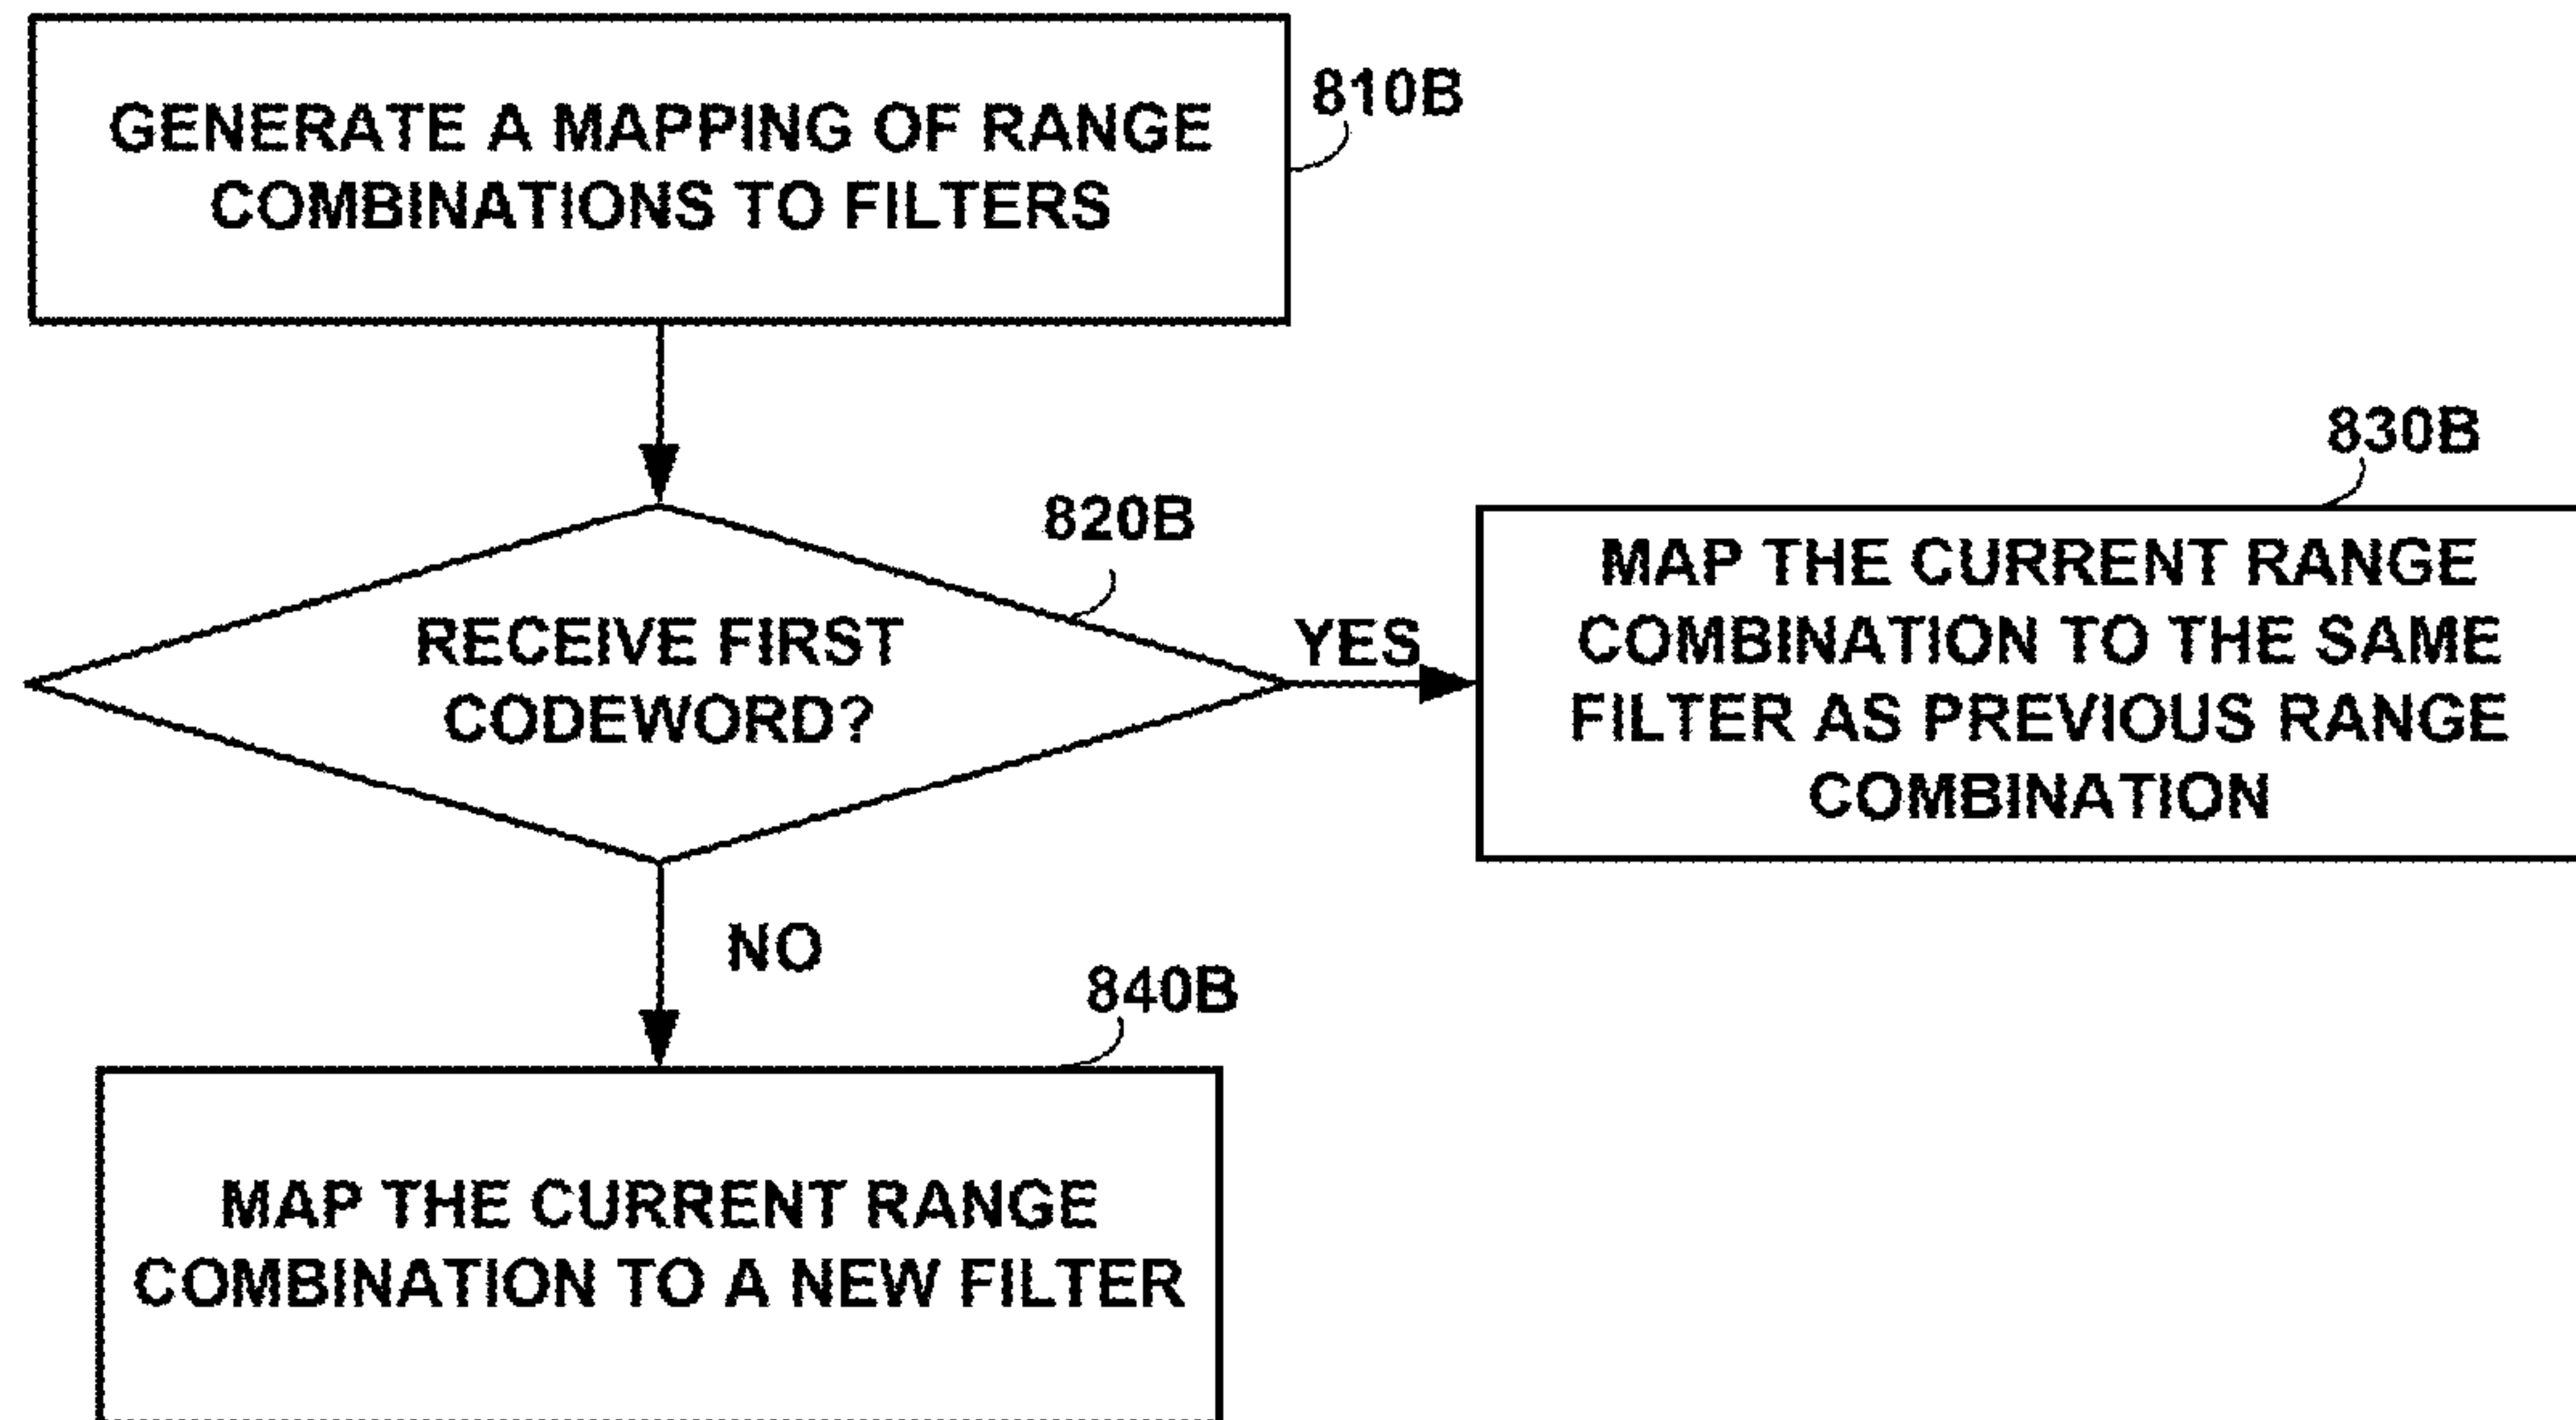 GENERATE A MAPPING OF RANGE
COMBINATIONS TO FILTERS
810B
RECEIVE FIRST
CODEWORD?
820B
YES
830B
MAP THE CURRENT RANGE
COMBINATION TO THE SAME
FILTER AS PREVIOUS RANGE
COMBINATION
NO
840B
MAP THE CURRENT RANGE
COMBINATION TO A NEW FILTER